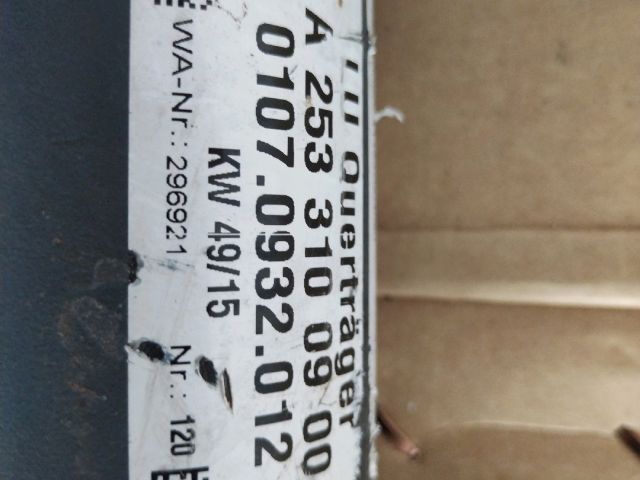 Querträger
A 253 310 09 00
0107.0932.012
KW 49/15
WA-Nr.: 296921 Nr.: 120